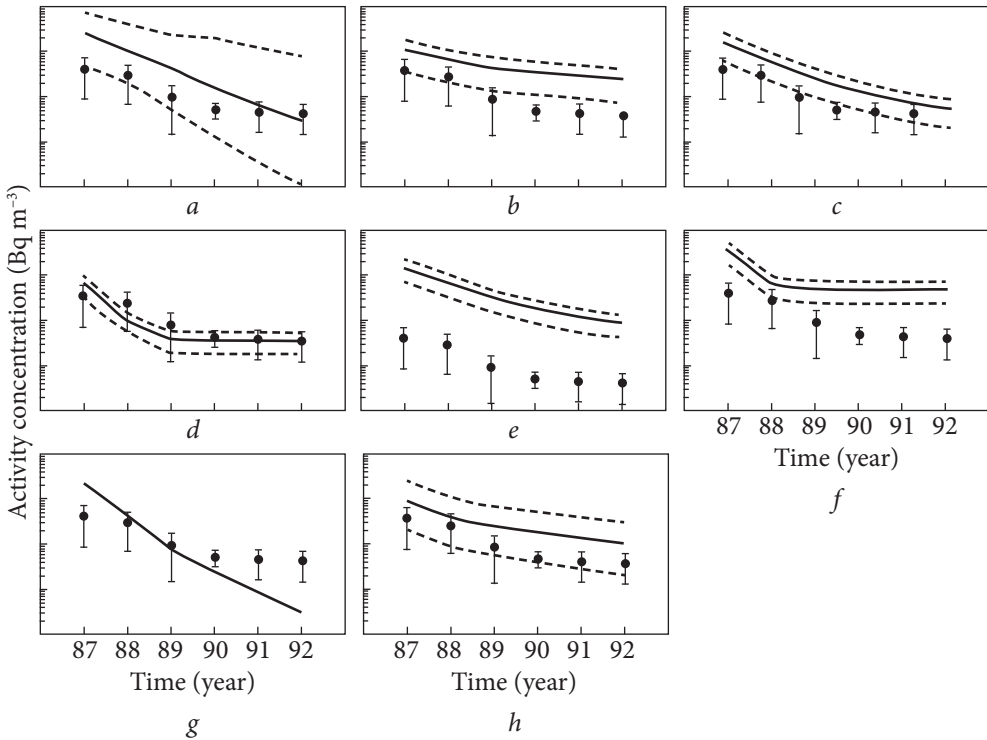 Activity concentration (Bq m⁻³)
a
b
c
d
e
87 88 89 90 91 92
Time (year)
f
87 88 89 90 91 92
Time (year)
g
87 88 89 90 91 92
Time (year)
h